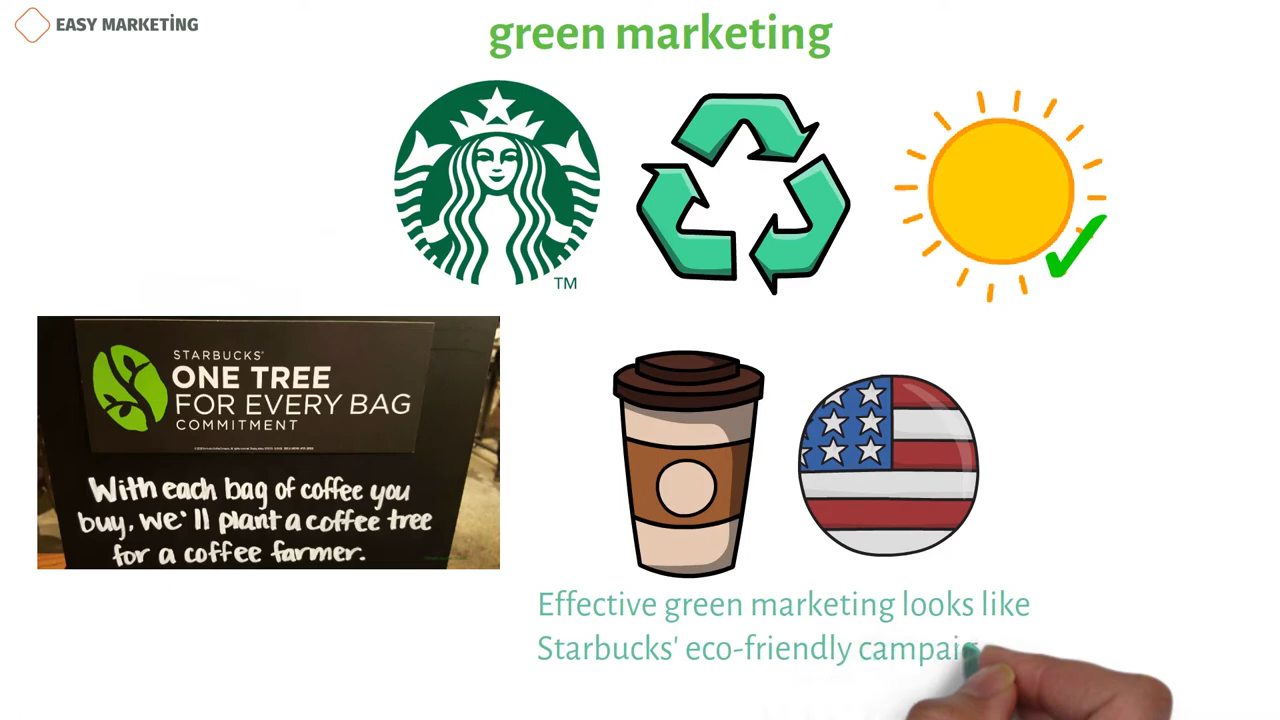 EASY MARKETİNG
green marketing
TM
STARBUCKS®
ONE TREE
FOR EVERY BAG
COMMITMENT
With each bag of coffee you
buy, we'll plant a coffee tree
for a coffee farmer.
Effective green marketing looks like
Starbucks' eco-friendly campaig